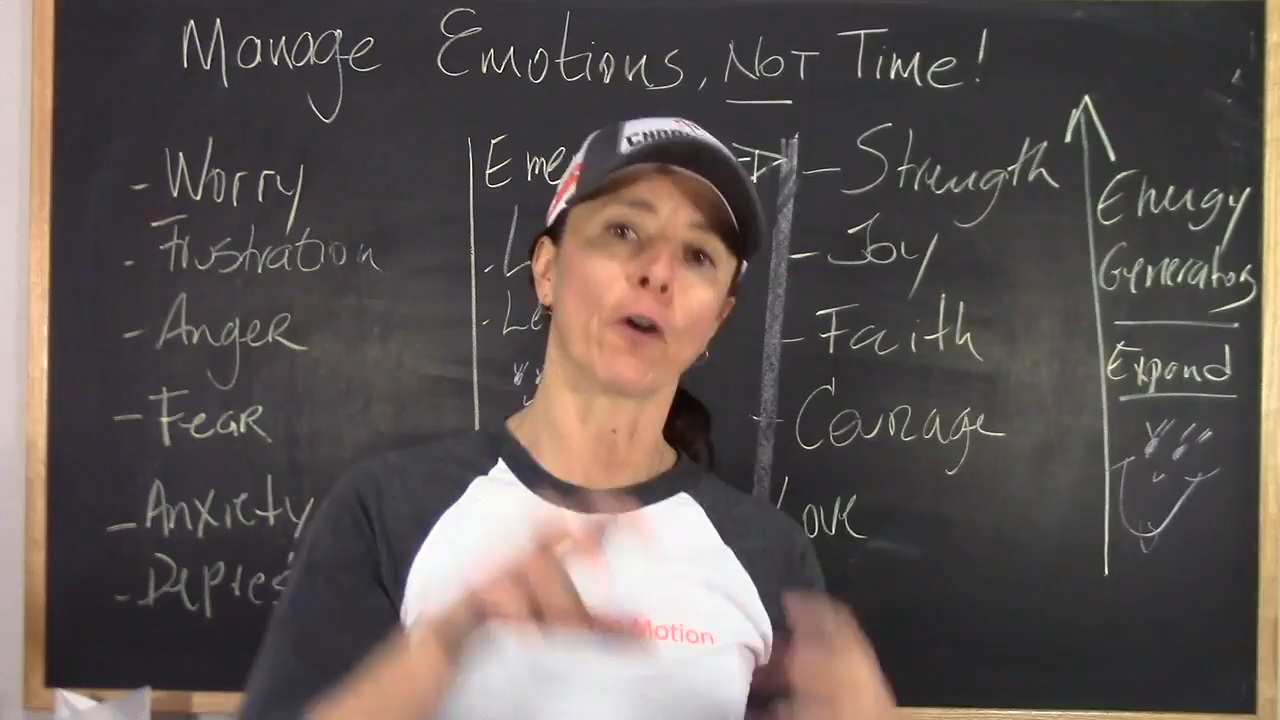 Manage Emotions, NOT Time!
- Worry
- Frustration
- Anger
- Fear
- Anxiety
- Strength
- Joy
- Faith
- Courage
Love
Energy
Generator
Expand
Motion